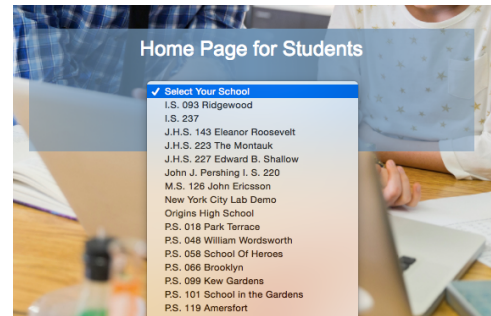 Home Page for Students
✓ Select Your School
I.S. 093 Ridgewood
I.S. 237
J.H.S. 143 Eleanor Roosevelt
J.H.S. 223 The Montauk
J.H.S. 227 Edward B. Shallow
John J. Pershing I. S. 220
M.S. 126 John Ericsson
New York City Lab Demo
Origins High School
P.S. 018 Park Terrace
P.S. 048 William Wordsworth
P.S. 058 School Of Heroes
P.S. 066 Brooklyn
P.S. 099 Kew Gardens
P.S. 101 School in the Gardens
P.S. 119 Amersfort